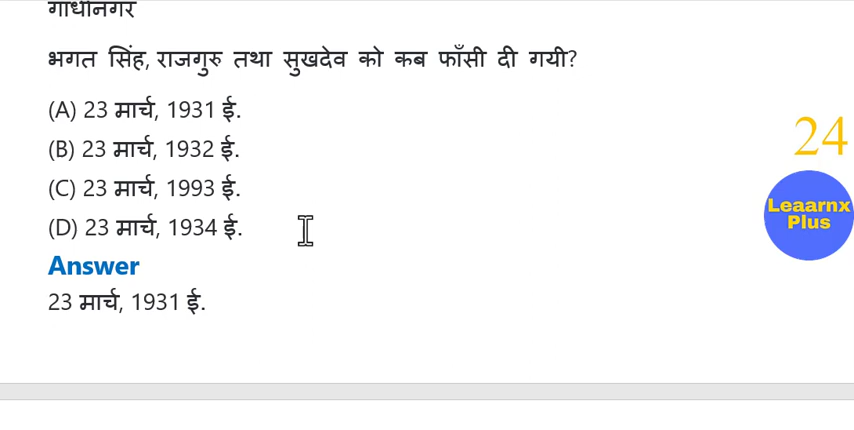 गांधीनगर
भगत सिंह, राजगुरु तथा सुखदेव को कब फाँसी दी गयी?
(A) 23 मार्च, 1931 ई.
(B) 23 मार्च, 1932 ई.
(C) 23 मार्च, 1993 ई.
(D) 23 मार्च, 1934 ई.
Answer
23 मार्च, 1931 ई.
24
Leaarnx
Plus